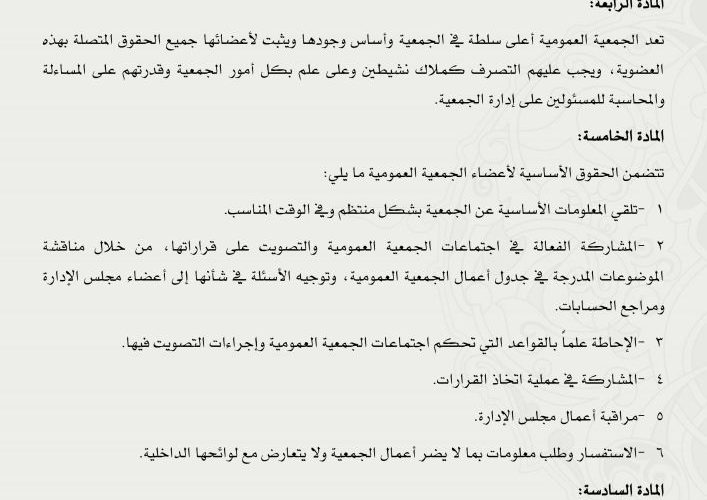 المادة الرابعة:
تعد الجمعية العمومية أعلى سلطة في الجمعية وأساس وجودها ويثبت لأعضائها جميع الحقوق المتصلة بهذه
العضوية، ويجب عليهم التصرف كملاك نشيطين وعلى علم بكل أمور الجمعية وقدرتهم على المساءلة
والمحاسبة للمسئولين على إدارة الجمعية.
المادة الخامسة:
تتضمن الحقوق الأساسية لأعضاء الجمعية العمومية ما يلي:
١ -تلقي المعلومات الأساسية عن الجمعية بشكل منتظم وفي الوقت المناسب.
٢ -المشاركة الفعالة في اجتماعات الجمعية العمومية والتصويت على قراراتها، من خلال مناقشة
الموضوعات المدرجة في جدول أعمال الجمعية العمومية، وتوجيه الأسئلة في شأنها إلى أعضاء مجلس الإدارة
ومراجع الحسابات.
٣ -الإحاطة علماً بالقواعد التي تحكم اجتماعات الجمعية العمومية وإجراءات التصويت فيها.
٤ -المشاركة في عملية اتخاذ القرارات.
٥ -مراقبة أعمال مجلس الإدارة.
٦ -الاستفسار وطلب معلومات بما لا يضر أعمال الجمعية ولا يتعارض مع لوائحها الداخلية.
المادة السادسة: